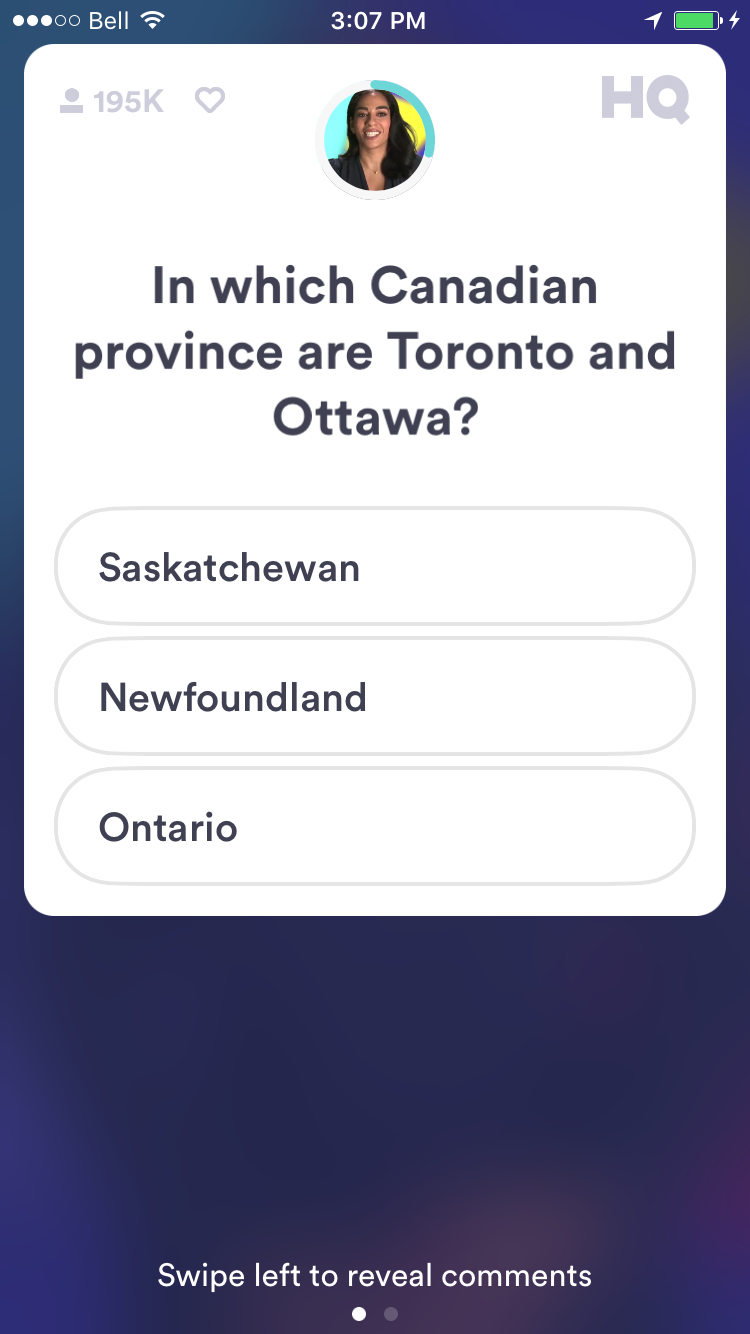 Bell 3:07 PM
195K HQ
In which Canadian
province are Toronto and
Ottawa?
Saskatchewan
Newfoundland
Ontario
Swipe left to reveal comments